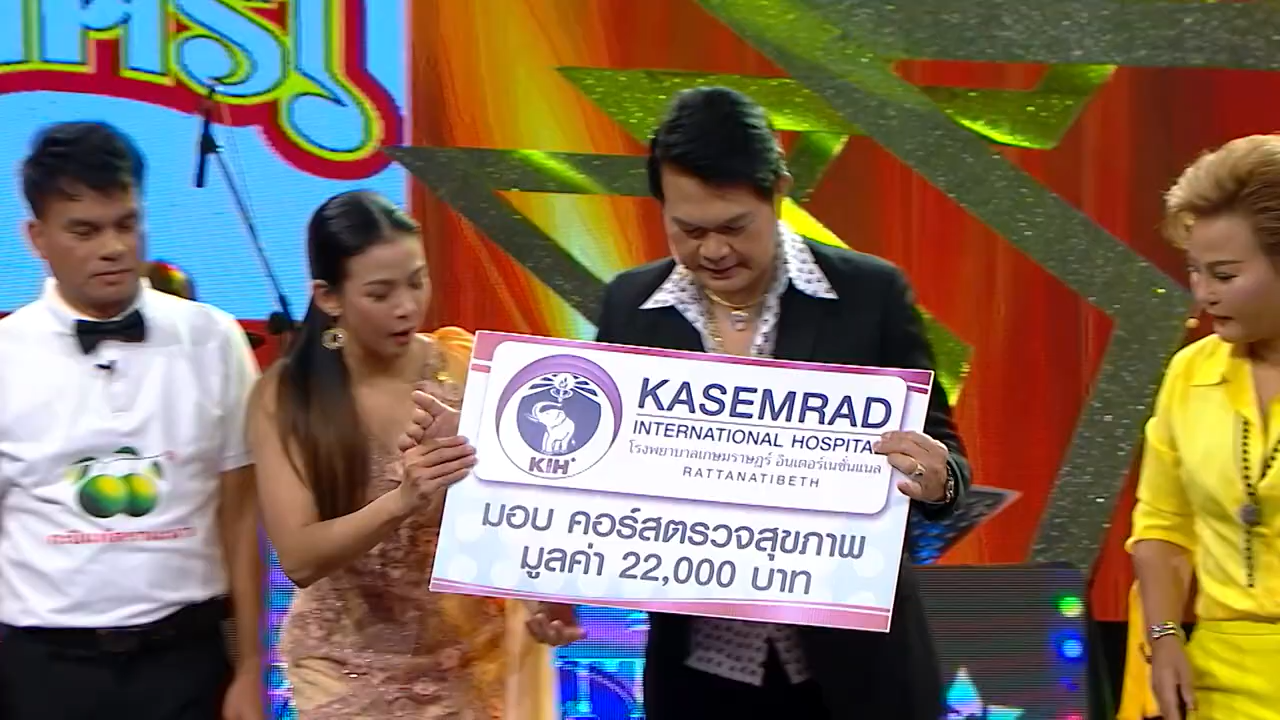 KASEMRAD
INTERNATIONAL HOSPITAL
โรงพยาบาลเกษมราษฎร์ อินเตอร์เนชั่นแนล
RATTANATIBETH
KIH+
มอบ คอร์สตรวจสุขภาพ
มูลค่า 22,000 บาท